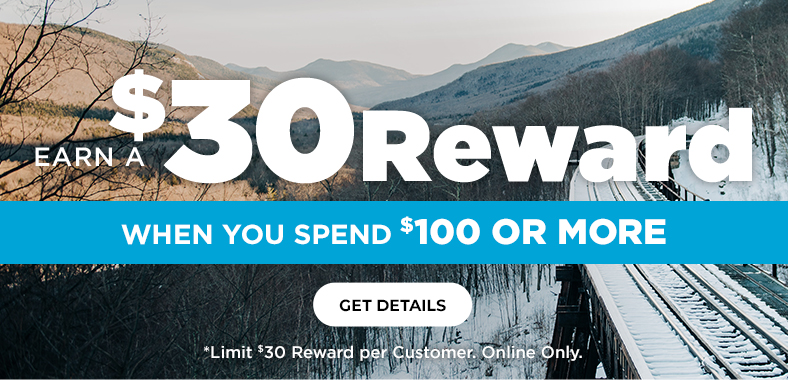 EARN A $30 Reward
WHEN YOU SPEND $100 OR MORE
GET DETAILS
*Limit $30 Reward per Customer. Online Only.